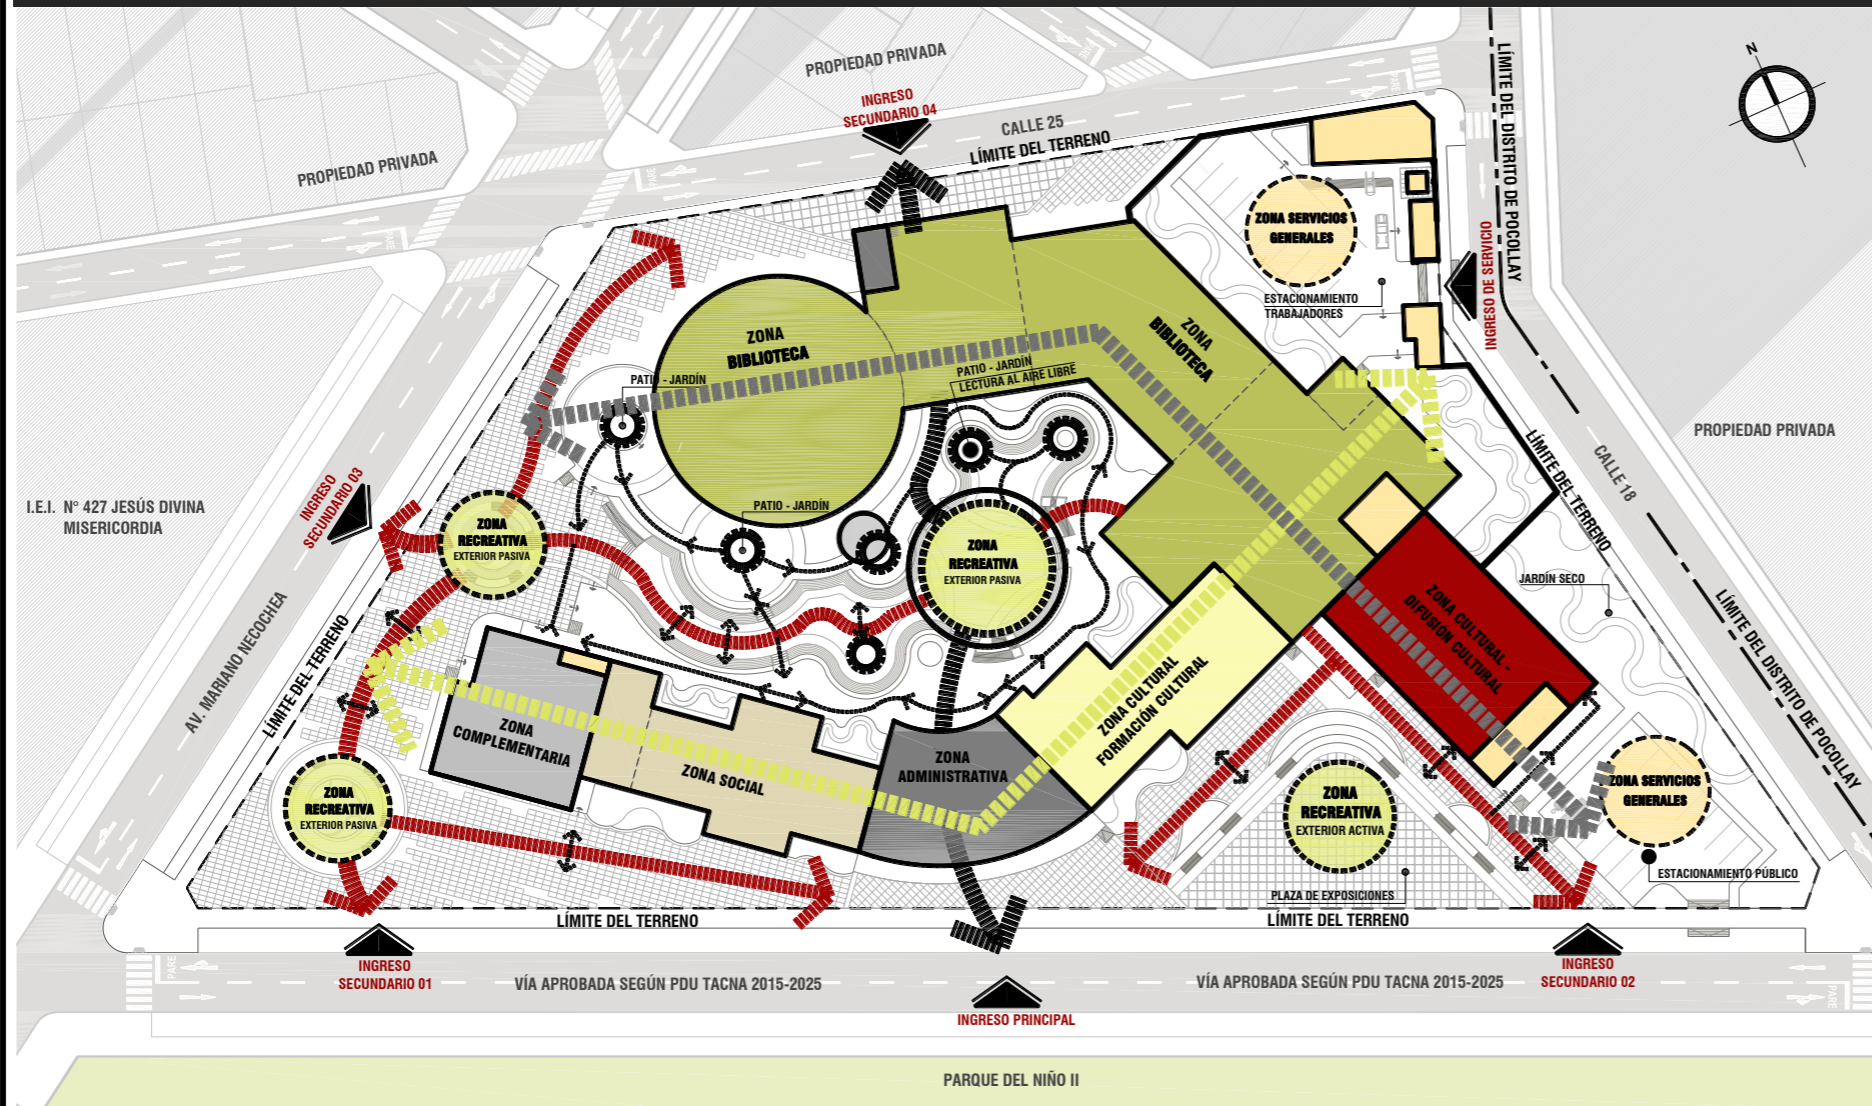 PROPIEDAD PRIVADA
INGRESO
SECUNDARIO 04
CALLE 25
LÍMITE DEL TERRENO
N
LÍMITE DEL DISTRITO DE POCOLLAY
PROPIEDAD PRIVADA
PARE
PARE
PARE
PARE
ZONA SERVICIOS
GENERALES
ESTACIONAMIENTO
TRABAJADORES
INGRESO DE SERVICIO
ZONA
BIBLIOTECA
ZONA
BIBLIOTECA
PATIO - JARDÍN
PATIO - JARDÍN
LECTURA AL AIRE LIBRE
PROPIEDAD PRIVADA
CALLE 18
LÍMITE DEL TERRENO
I.E.I. Nº 427 JESÚS DIVINA
MISERICORDIA
INGRESO
SECUNDARIO 03
PATIO - JARDÍN
ZONA
RECREATIVA
EXTERIOR PASIVA
ZONA
RECREATIVA
EXTERIOR PASIVA
JARDÍN SECO
ZONA CULTURAL -
DIFUSIÓN CULTURAL
LÍMITE DEL DISTRITO DE POCOLLAY
AV. MARIANO NECOCHEA
LÍMITE DEL TERRENO
ZONA
COMPLEMENTARIA
ZONA SOCIAL
ZONA
ADMINISTRATIVA
ZONA CULTURAL
FORMACIÓN CULTURAL
ZONA
RECREATIVA
EXTERIOR PASIVA
ZONA
RECREATIVA
EXTERIOR ACTIVA
ZONA SERVICIOS
GENERALES
ESTACIONAMIENTO PÚBLICO
PLAZA DE EXPOSICIONES
LÍMITE DEL TERRENO
LÍMITE DEL TERRENO
PARE
INGRESO
SECUNDARIO 01
VÍA APROBADA SEGÚN PDU TACNA 2015-2025
INGRESO PRINCIPAL
VÍA APROBADA SEGÚN PDU TACNA 2015-2025
INGRESO
SECUNDARIO 02
PARE
PARQUE DEL NIÑO II